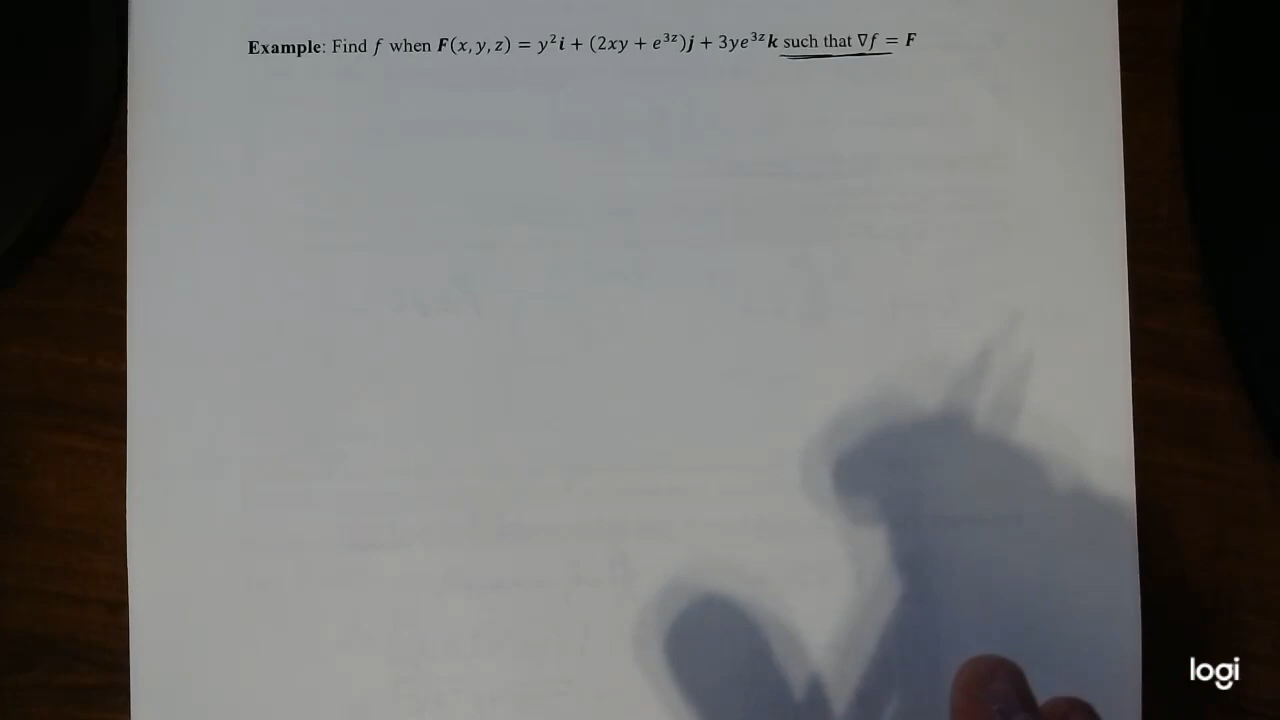 Example: Find f when F(x, y, z) = y²i + (2xy + e³ᶻ)j + 3ye³ᶻk such that ∇f = F
logi